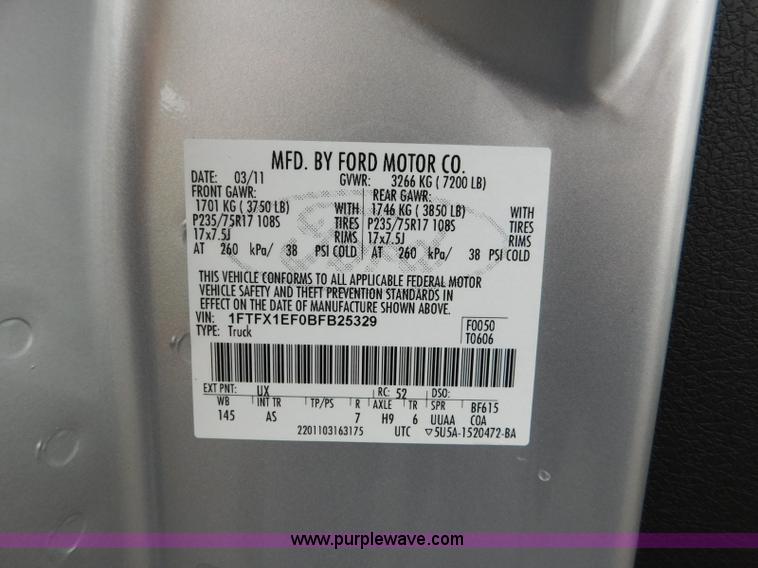 MFD. BY FORD MOTOR CO.
DATE: 03/11 GVWR: 3266 KG ( 7200 LB)
FRONT GAWR: REAR GAWR:
1701 KG ( 3750 LB) WITH 1746 KG ( 3850 LB) WITH
P235/75R17 108S TIRES P235/75R17 108S TIRES
17x7.5J RIMS 17x7.5J RIMS
AT 260 kPa/ 38 PSI COLD AT 260 kPa/ 38 PSI COLD
THIS VEHICLE CONFORMS TO ALL APPLICABLE FEDERAL MOTOR
VEHICLE SAFETY AND THEFT PREVENTION STANDARDS IN
EFFECT ON THE DATE OF MANUFACTURE SHOWN ABOVE.
VIN: 1FTFX1EF0BFB25329 F0050
TYPE: Truck T0606
EXT PNT: UX RC: 52 DSO:
WB INT TR TP/PS R AXLE TR SPR BF615
145 AS 7 H9 6 UUAA COA
2201103163175 UTC ▽5U5A-1520472-BA
www.purplewave.com